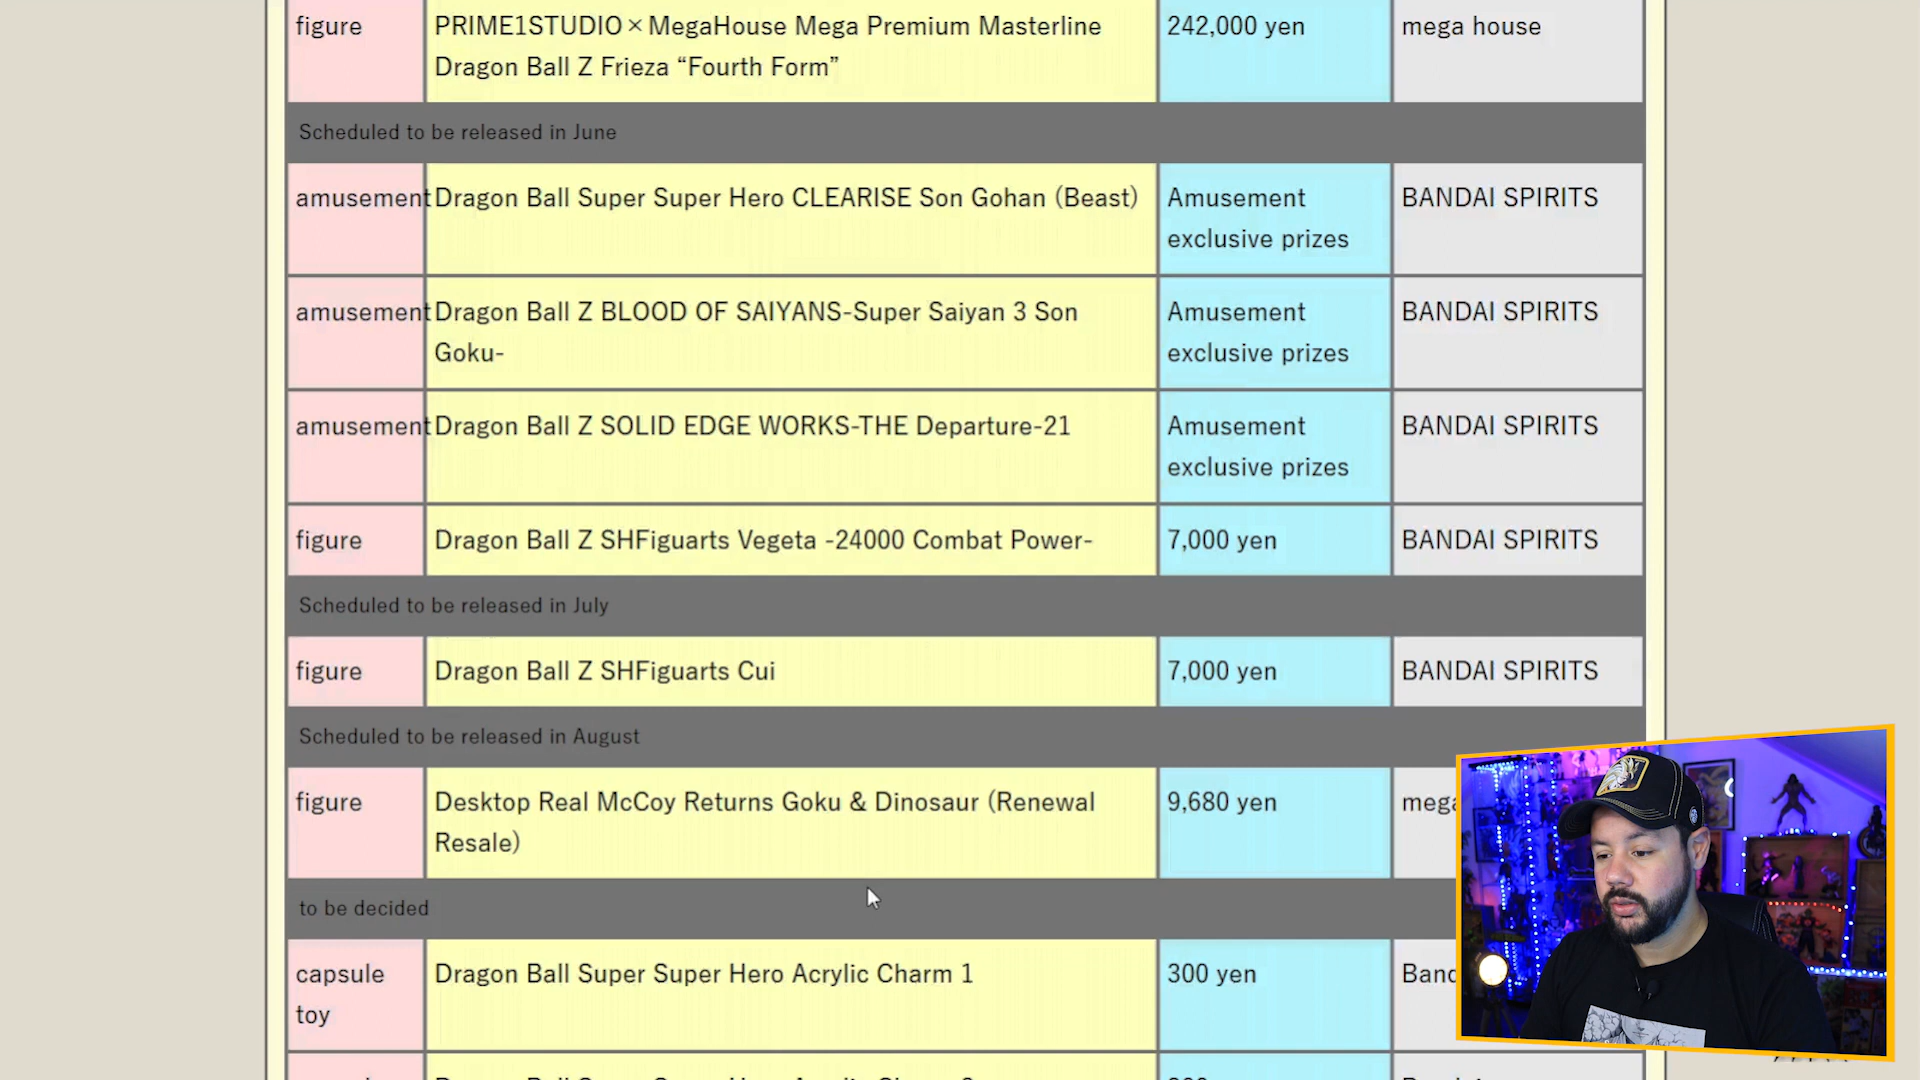 figure PRIME1STUDIO×MegaHouse Mega Premium Masterline 242,000 yen mega house
Dragon Ball Z Frieza “Fourth Form”
Scheduled to be released in June
amusement Dragon Ball Super Super Hero CLEARISE Son Gohan (Beast) Amusement BANDAI SPIRITS
exclusive prizes
amusement Dragon Ball Z BLOOD OF SAIYANS-Super Saiyan 3 Son Amusement BANDAI SPIRITS
Goku- exclusive prizes
amusement Dragon Ball Z SOLID EDGE WORKS-THE Departure-21 Amusement BANDAI SPIRITS
exclusive prizes
figure Dragon Ball Z SHFiguarts Vegeta -24000 Combat Power- 7,000 yen BANDAI SPIRITS
Scheduled to be released in July
figure Dragon Ball Z SHFiguarts Cui 7,000 yen BANDAI SPIRITS
Scheduled to be released in August
figure Desktop Real McCoy Returns Goku & Dinosaur (Renewal 9,680 yen mega
Resale)
to be decided
capsule Dragon Ball Super Super Hero Acrylic Charm 1 300 yen Band
toy